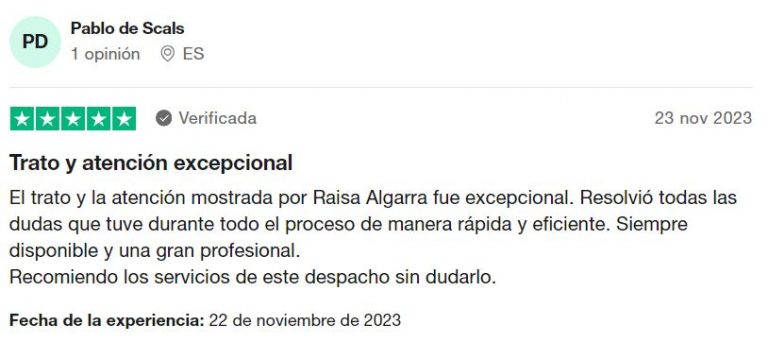 PD
Pablo de Scals
1 opinión ES
Verificada 23 nov 2023
Trato y atención excepcional
El trato y la atención mostrada por Raisa Algarra fue excepcional. Resolvió todas las
dudas que tuve durante todo el proceso de manera rápida y eficiente. Siempre
disponible y una gran profesional.
Recomiendo los servicios de este despacho sin dudarlo.
Fecha de la experiencia: 22 de noviembre de 2023